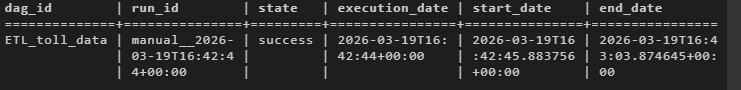 dag_id         | run_id        | state   | execution_date | start_date     | end_date
===============+===============+=========+================+================+===============
ETL_toll_data | manual__2026- | success | 2026-03-19T16: | 2026-03-19T16 | 2026-03-19T16:4
| 03-19T16:42:4 | | 42:44+00:00 | :42:45.883756 | 3:03.874645+00:
| 4+00:00 | | | +00:00 | 00